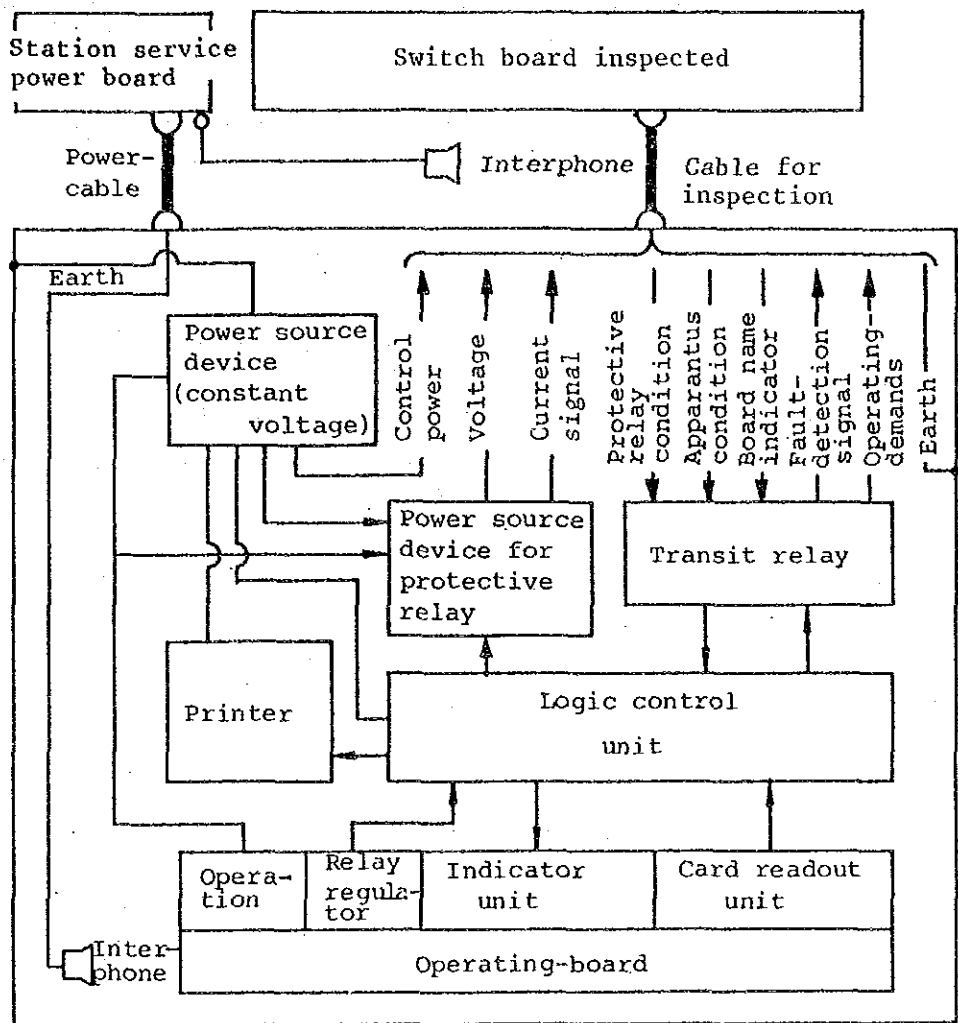 Station service
power board
Switch board inspected
Power-
cable
Interphone
Cable for
inspection
Earth
Power source
device
(constant
voltage)
Control
power
Voltage
Current
signal
Protective
relay
condition
Apparantus
condition
Board name
indicator
Fault-
detection
signal
Operating-
demands
Earth
Power source
device for
protective
relay
Transit relay
Printer
Logic control
unit
Opera-
tion
Relay
regula-
tor
Indicator
unit
Card readout
unit
Inter
phone
Operating-board